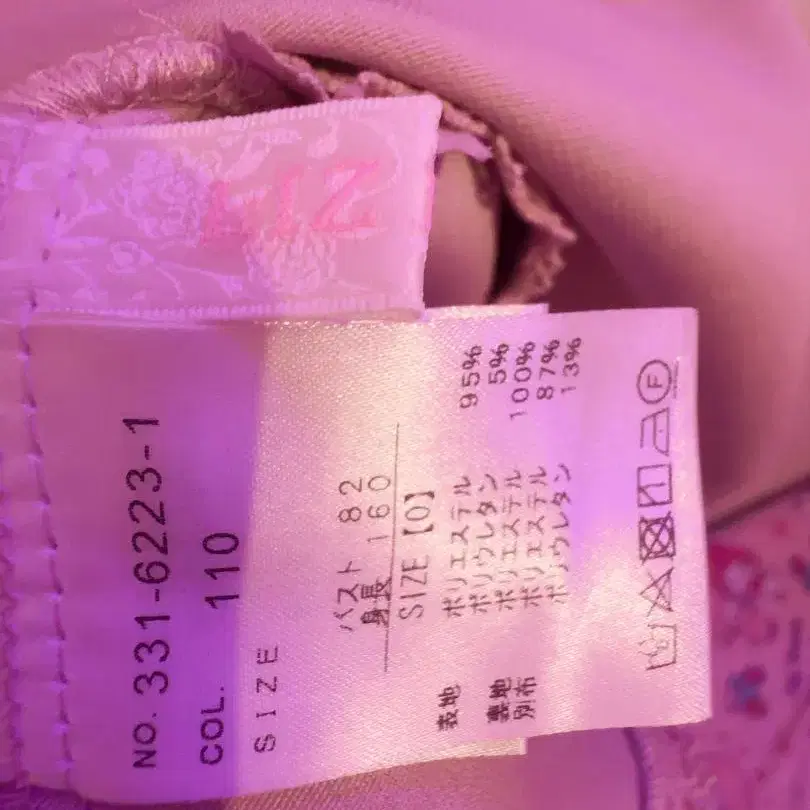 LIZ
NO. 331-6223-1
COL. 110
SIZE
バスト 82
身長 160
SIZE【0】
表地 ポリエステル 95%
ポリウレタン 5%
裏地 ポリエステル 100%
別布 ポリエステル 87%
ポリウレタン 13%
F